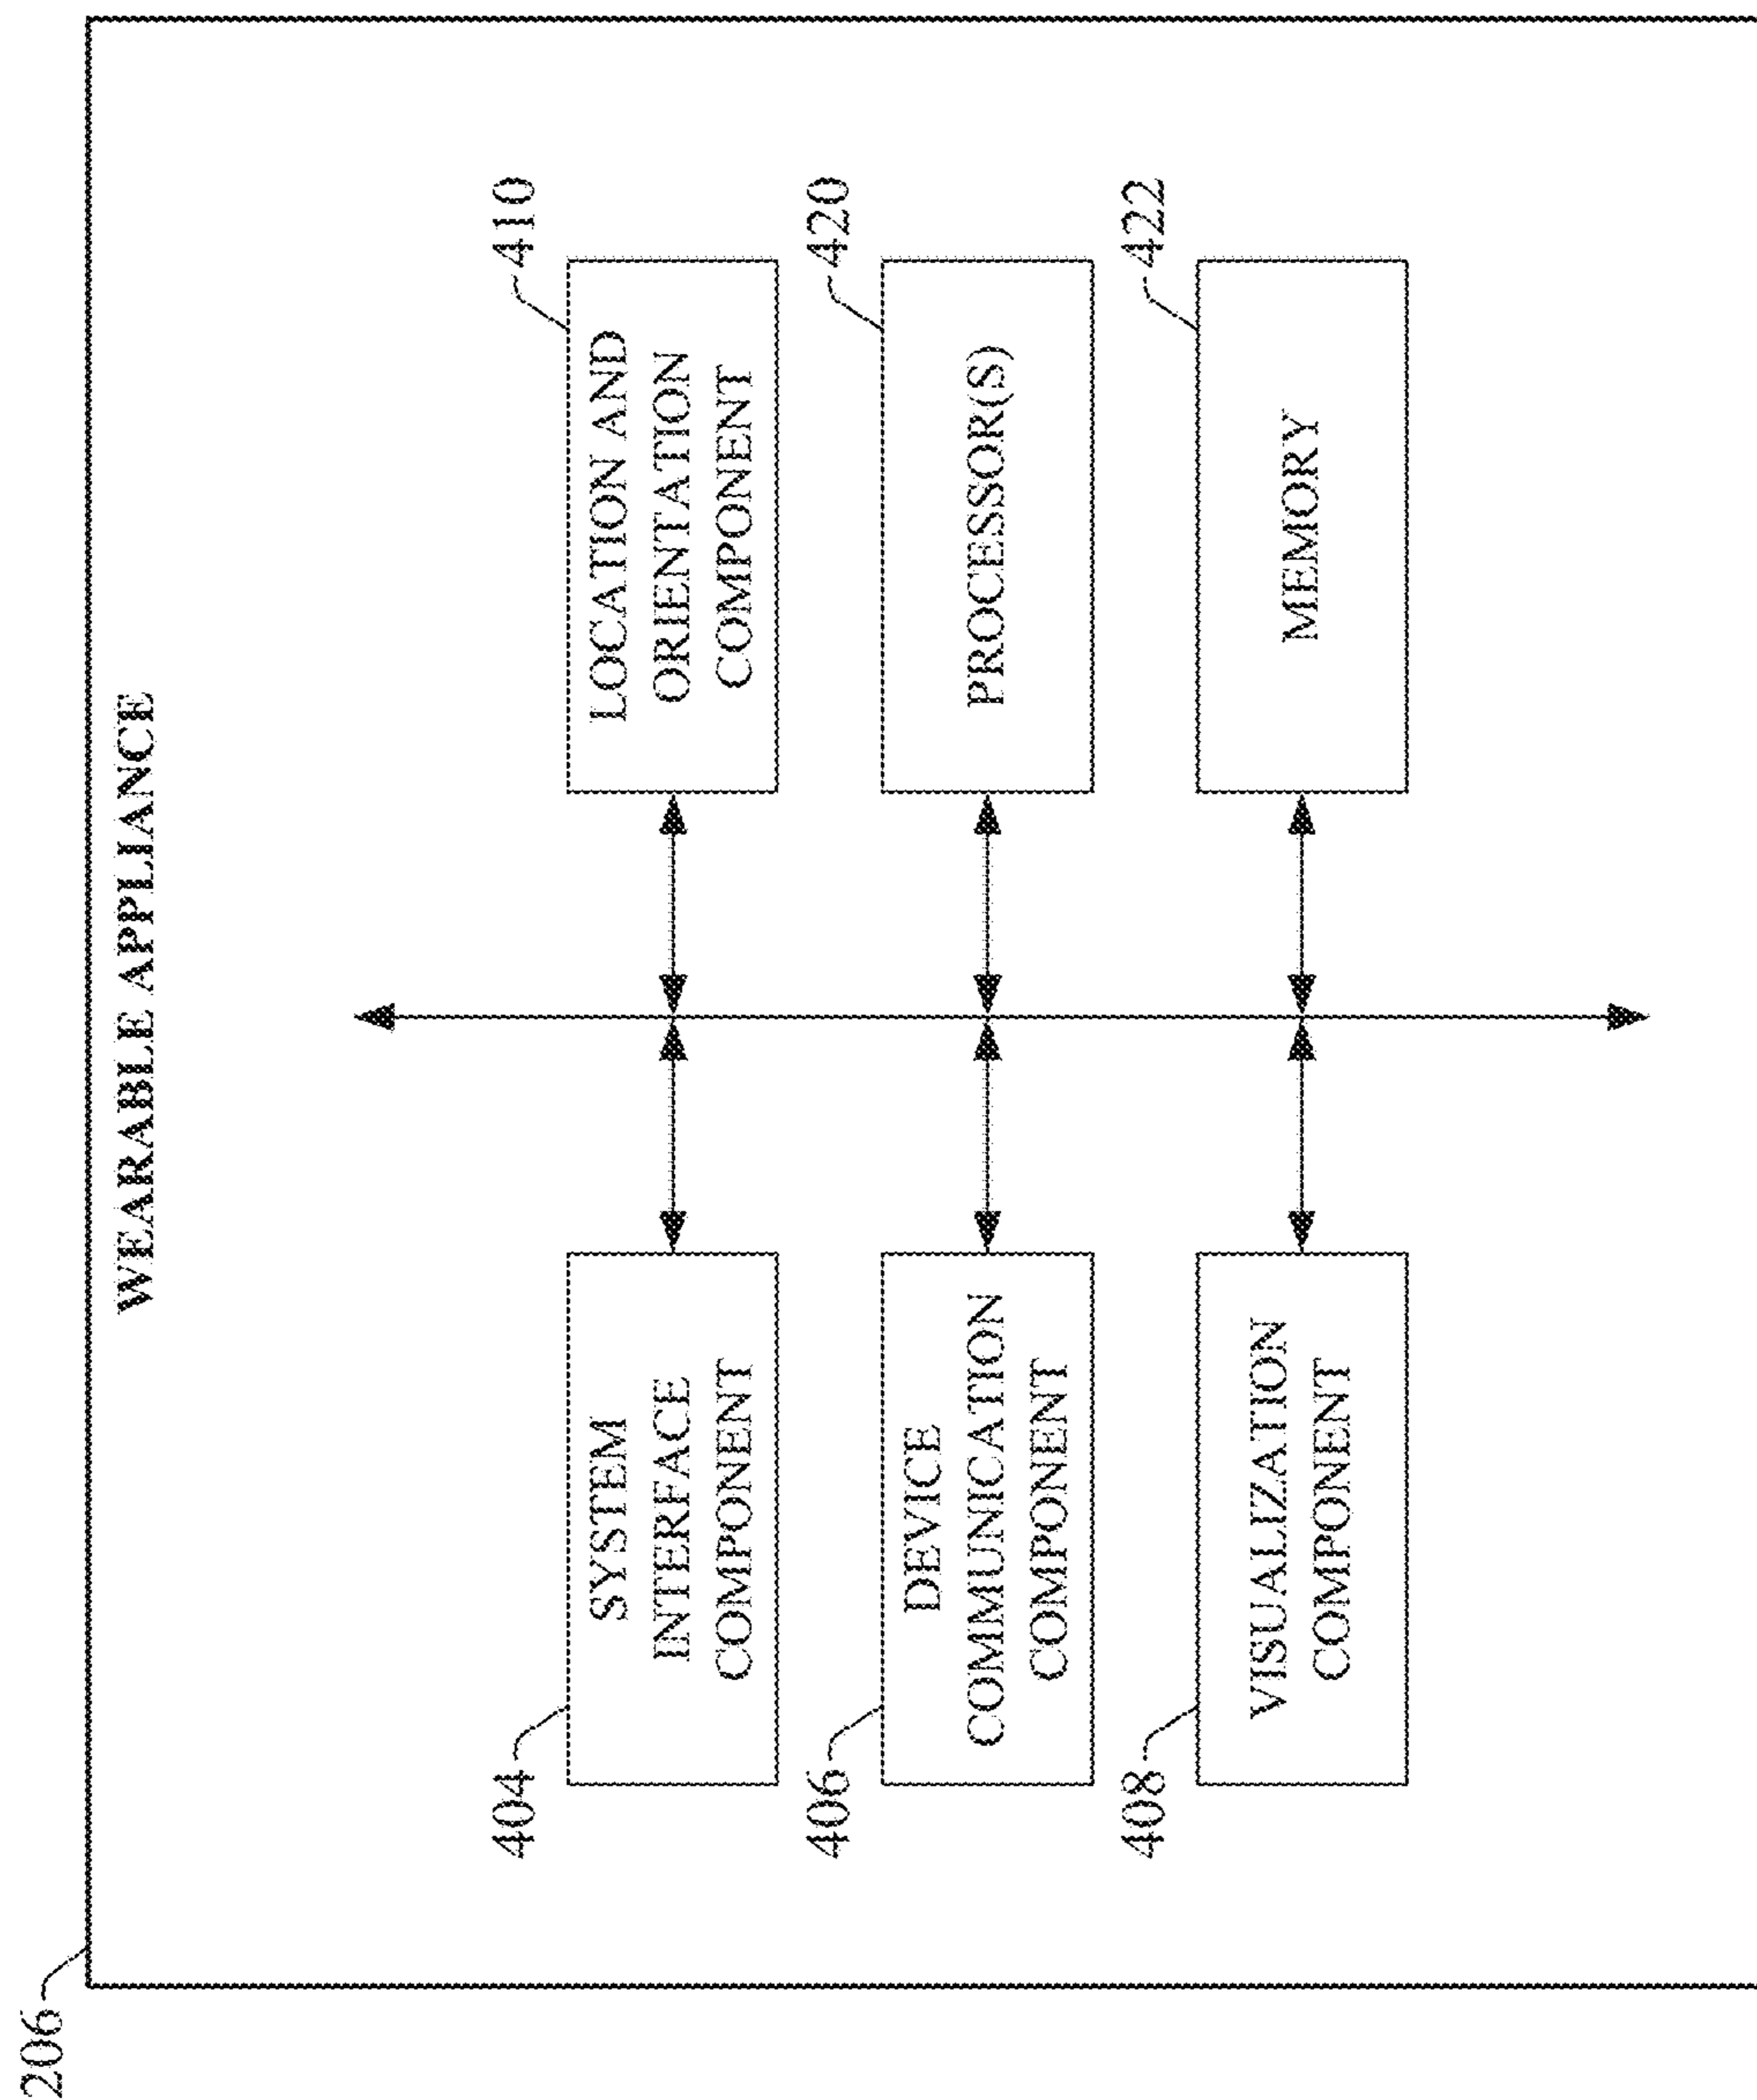 206
WEARABLE APPLIANCE
404
SYSTEM
INTERFACE
COMPONENT
410
LOCATION AND
ORIENTATION
COMPONENT
406
DEVICE
COMMUNICATION
COMPONENT
420
PROCESSOR(S)
408
VISUALIZATION
COMPONENT
422
MEMORY